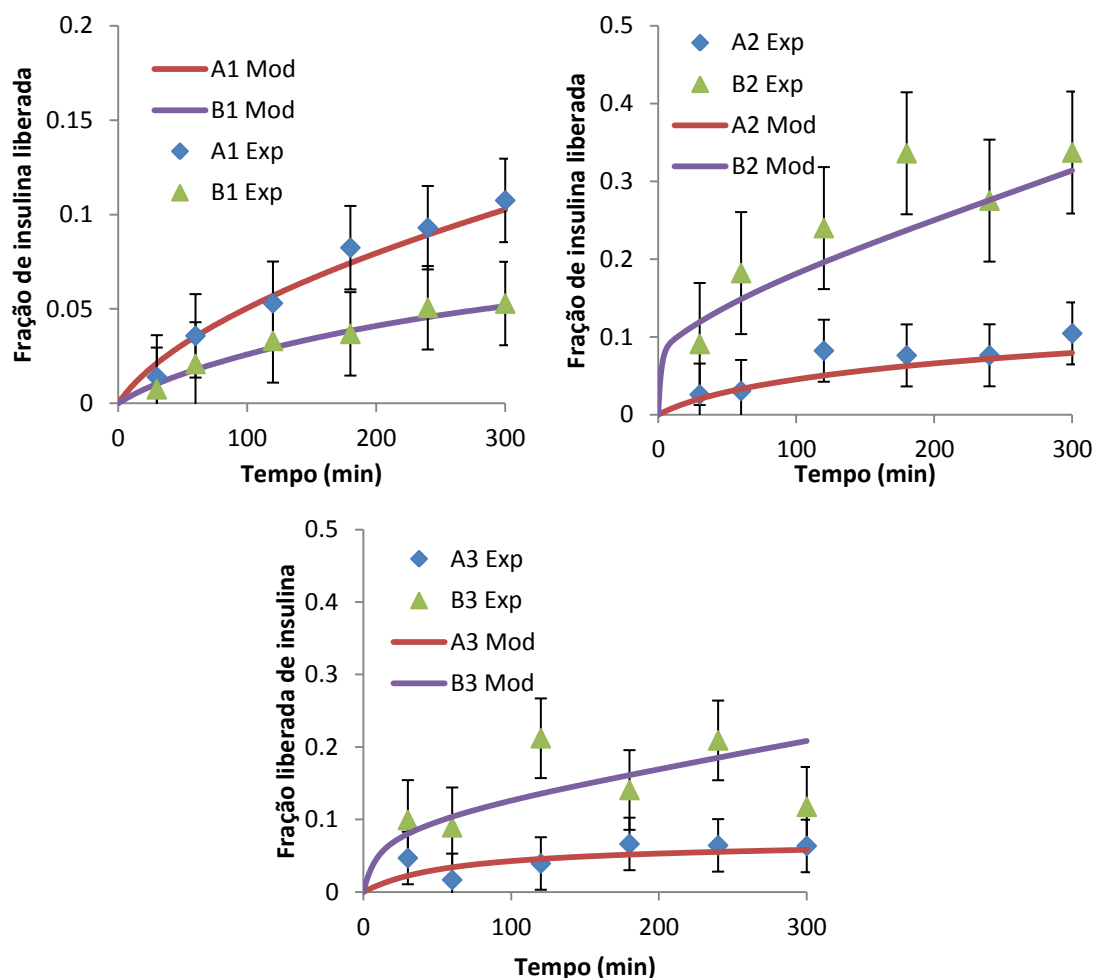 Fração de insulina liberada
0.2
0.15
0.1
0.05
0
A1 Mod
B1 Mod
A1 Exp
B1 Exp
0 100 200 300
Tempo (min)
Fração de insulina liberada
0.5
0.4
0.3
0.2
0.1
0
A2 Exp
B2 Exp
A2 Mod
B2 Mod
0 100 200 300
Tempo (min)
Fração liberada de insulina
0.5
0.4
0.3
0.2
0.1
0
A3 Exp
B3 Exp
A3 Mod
B3 Mod
0 100 200 300
Tempo (min)